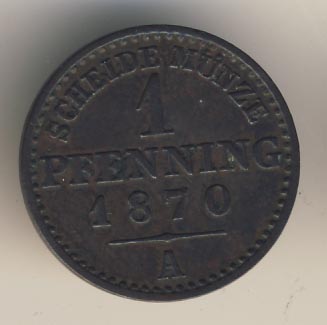 SCHEIDE MÜNZE
1
PFENNING
1870
A